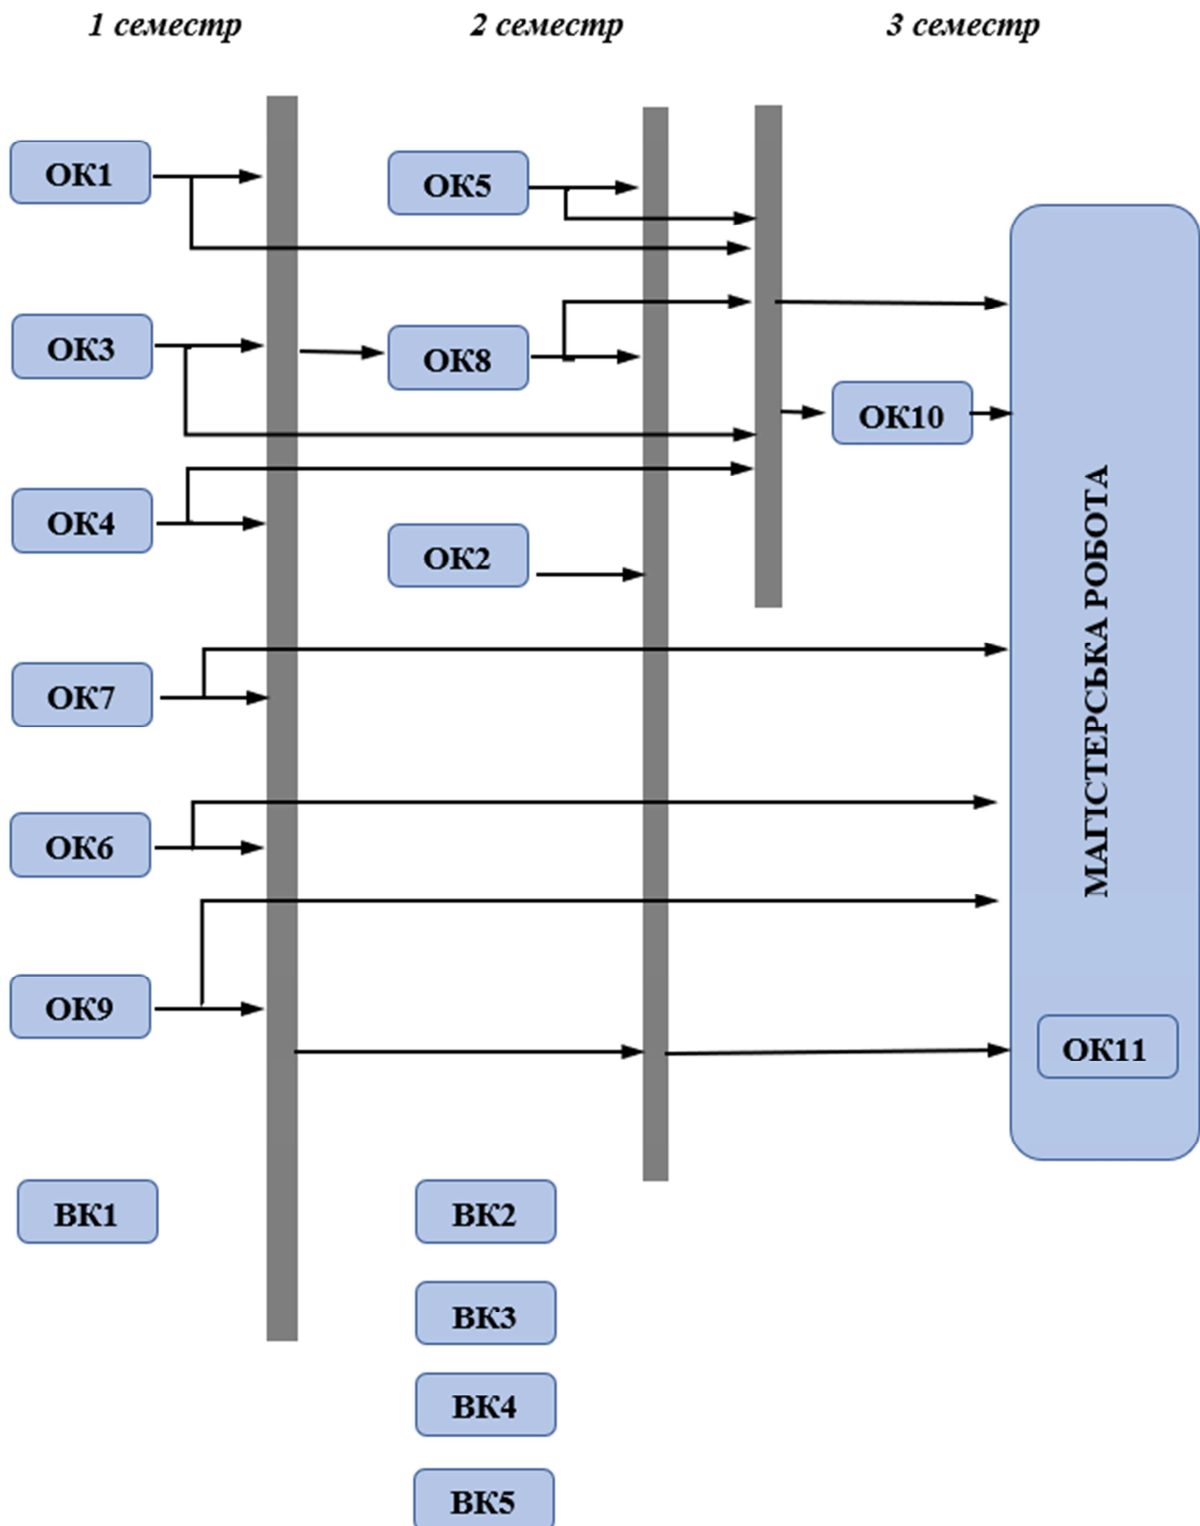 1 семестр
2 семестр
3 семестр
ОК1
ОК5
ОК3
ОК8
ОК10
ОК4
ОК2
ОК7
ОК6
ОК9
МАГІСТЕРСЬКА РОБОТА
ОК11
ВК1
ВК2
ВК3
ВК4
ВК5